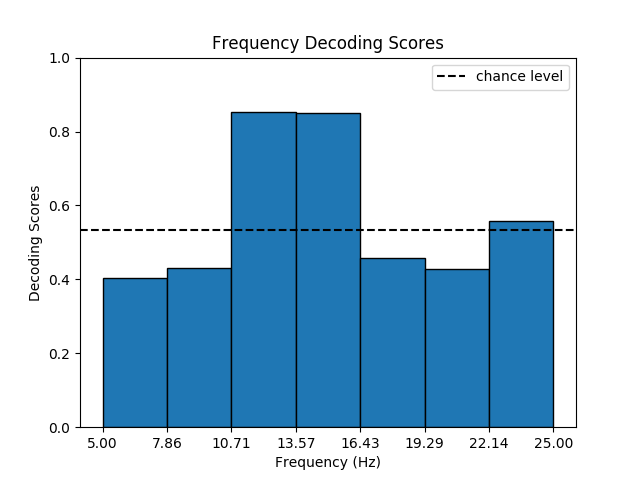 Frequency Decoding Scores
chance level
1.0
0.8
0.6
0.4
0.2
0.0
Decoding Scores
5.00 7.86 10.71 13.57 16.43 19.29 22.14 25.00
Frequency (Hz)